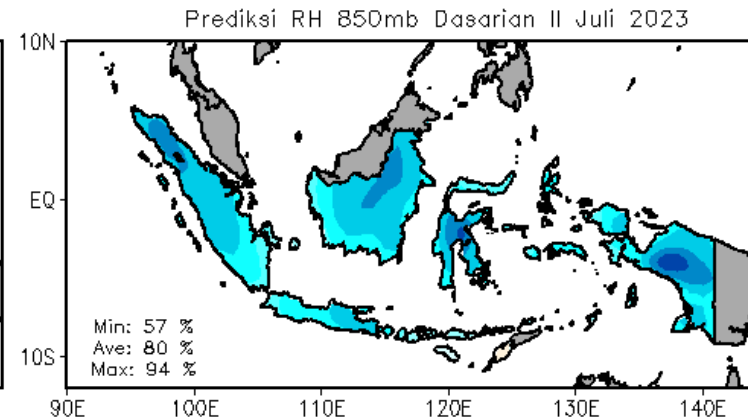 Prediksi RH 850mb Dasarian II Juli 2023
10N
EQ
10S
Min: 57 %
Ave: 80 %
Max: 94 %
90E 100E 110E 120E 130E 140E